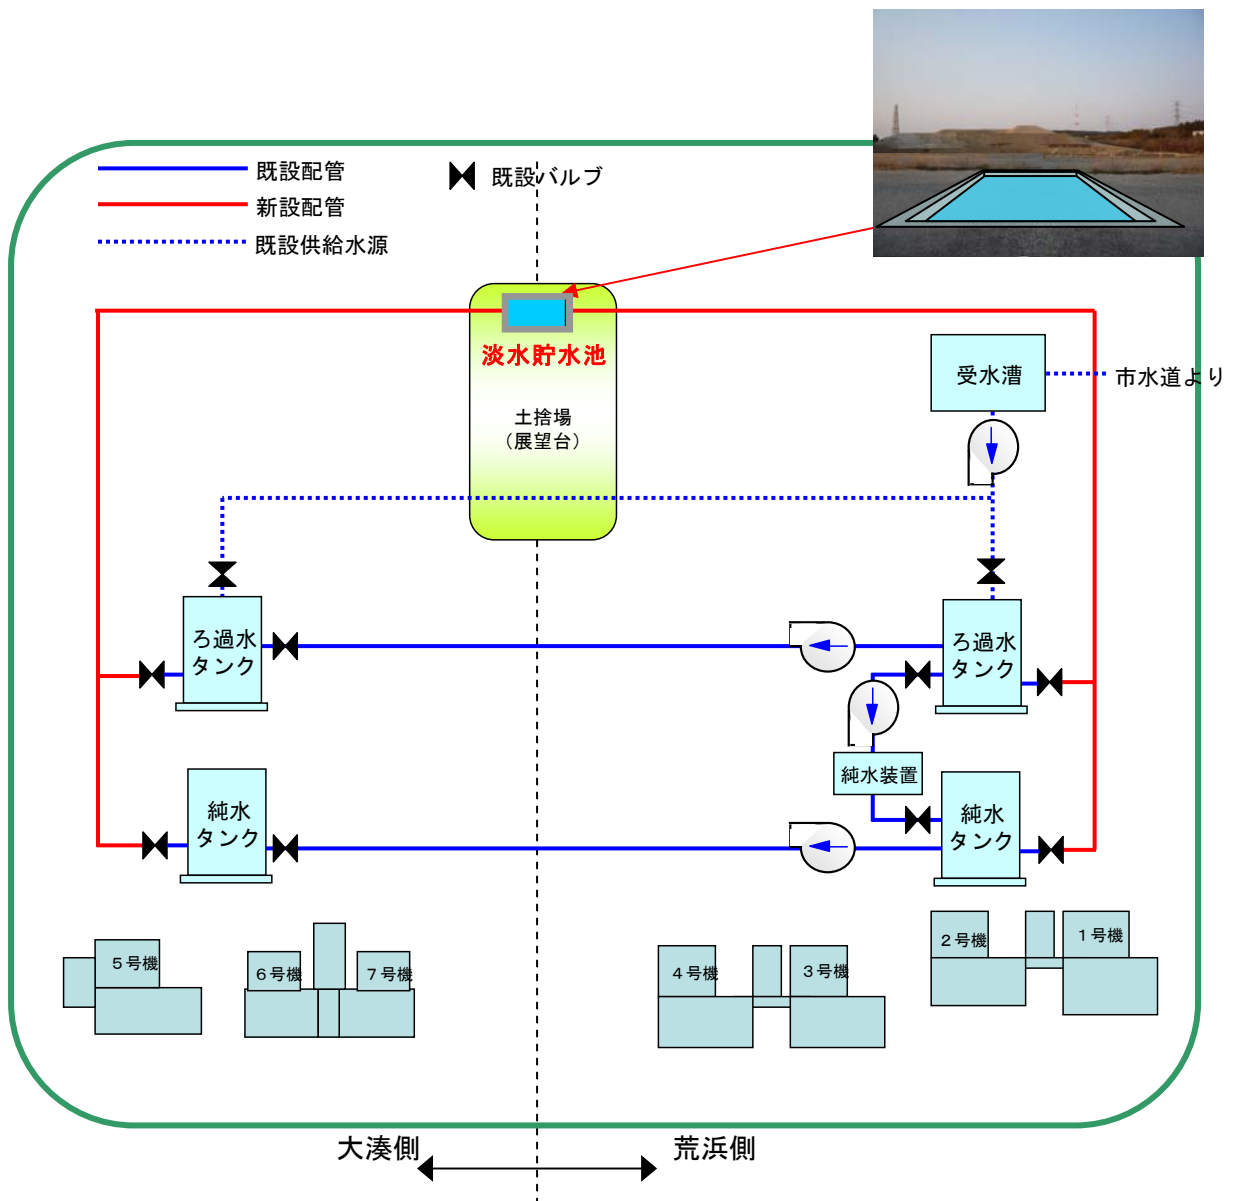 既設配管
既設バルブ
新設配管
既設供給水源
淡水貯水池
受水漕
市水道より
土捨場
（展望台）
ろ過水
タンク
ろ過水
タンク
純水装置
純水
タンク
純水
タンク
５号機
６号機
７号機
４号機
３号機
２号機
１号機
大湊側
荒浜側